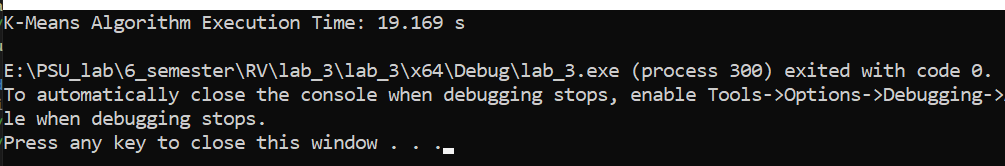 K-Means Algorithm Execution Time: 19.169 s
E:\PSU_lab\6_semester\RV\lab_3\lab_3\x64\Debug\lab_3.exe (process 300) exited with code 0.
To automatically close the console when debugging stops, enable Tools->Options->Debugging->
le when debugging stops.
Press any key to close this window . . .